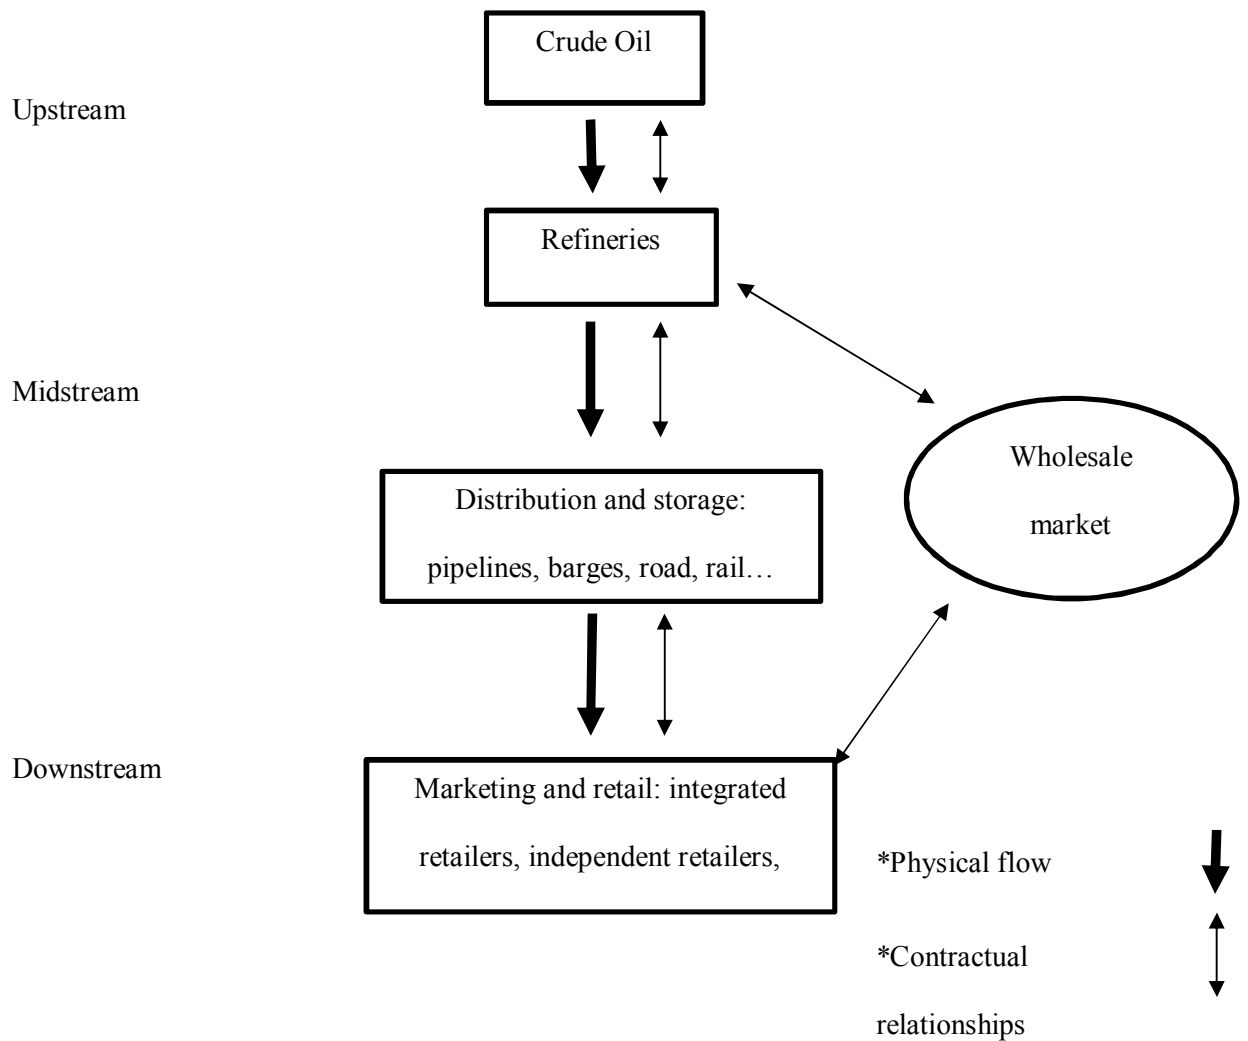 Crude Oil
Upstream
Refineries
Midstream
Wholesale
market
Distribution and storage:
pipelines, barges, road, rail…
Downstream
Marketing and retail: integrated
retailers, independent retailers,
*Physical flow
*Contractual
relationships